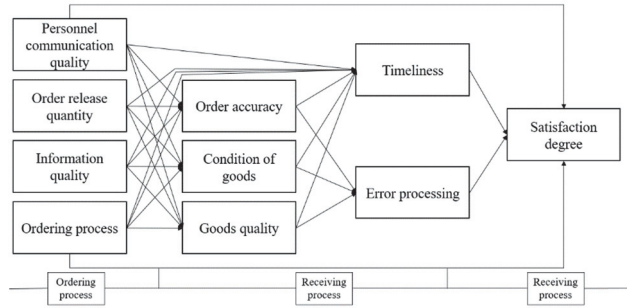 Personnel
communication
quality
Order release
quantity
Information
quality
Ordering process
Order accuracy
Condition of
goods
Goods quality
Timeliness
Error processing
Satisfaction
degree
Ordering
process
Receiving
process
Receiving
process